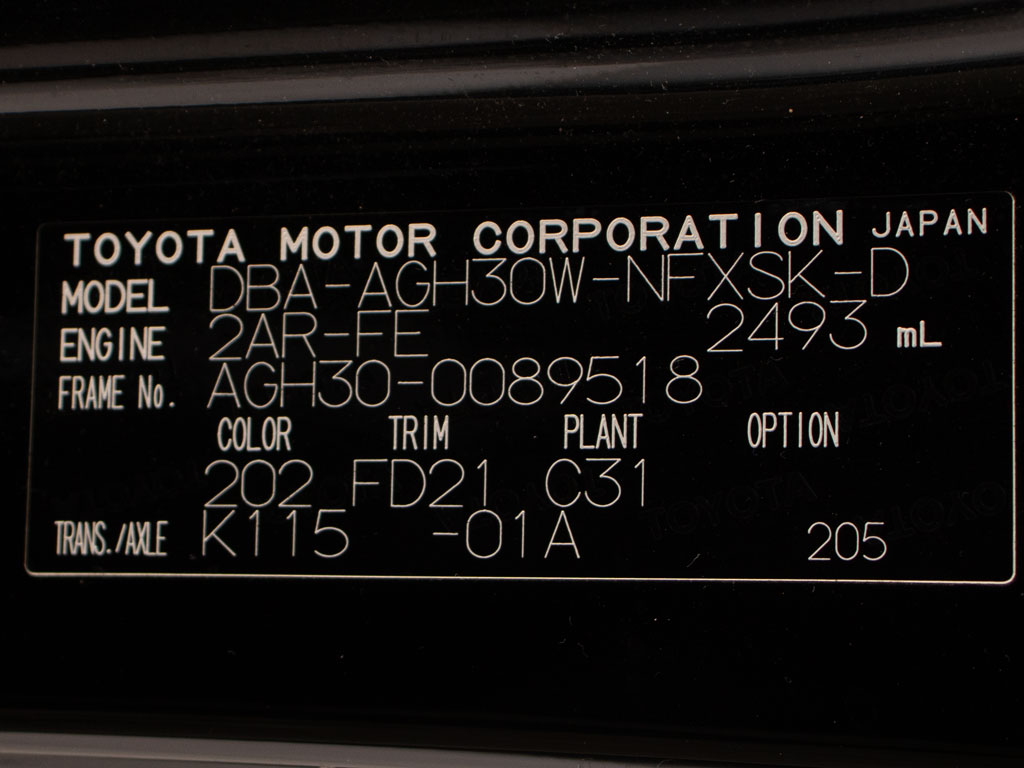 TOYOTA MOTOR CORPORATION JAPAN
MODEL DBA-AGH30W-NFXSK-D
ENGINE 2AR-FE 2493 mL
FRAME No. AGH30-0089518
COLOR TRIM PLANT OPTION
202 FD21 C31
TRANS./AXLE K115 -01A 205